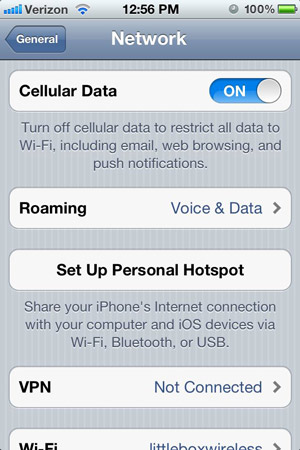 Verizon 12:56 PM 100%
General Network
Cellular Data ON
Turn off cellular data to restrict all data to
Wi-Fi, including email, web browsing, and
push notifications.
Roaming Voice & Data
Set Up Personal Hotspot
Share your iPhone's Internet connection
with your computer and iOS devices via
Wi-Fi, Bluetooth, or USB.
VPN Not Connected
Wi-Fi littleboxwireless